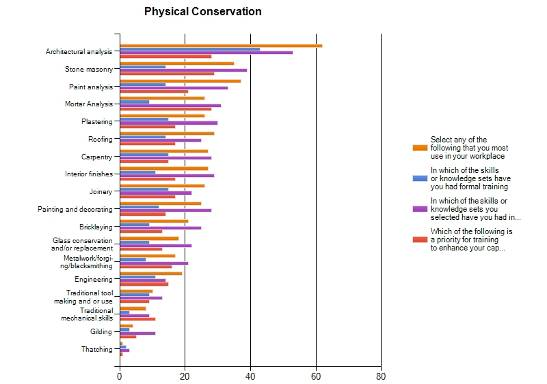 Physical Conservation
Architectural analysis
Stone masonry
Paint analysis
Mortar Analysis
Plastering
Roofing
Carpentry
Interior finishes
Joinery
Painting and decorating
Brickleying
Glass conservation
and/or replacement
Metalwork/forgi-
ng/blacksmithing
Engineering
Traditional tool
making and or use
Traditional
mechanical skills
Gilding
Thatching
0
20
40
60
80
Select any of the
following that you most
use in your workplace
In which of the skills
or knowledge sets have
you had formal training
In which of the skills or
knowledge sets you
selected have you had in...
Which of the following is
a priority for training
to enhance your cap...